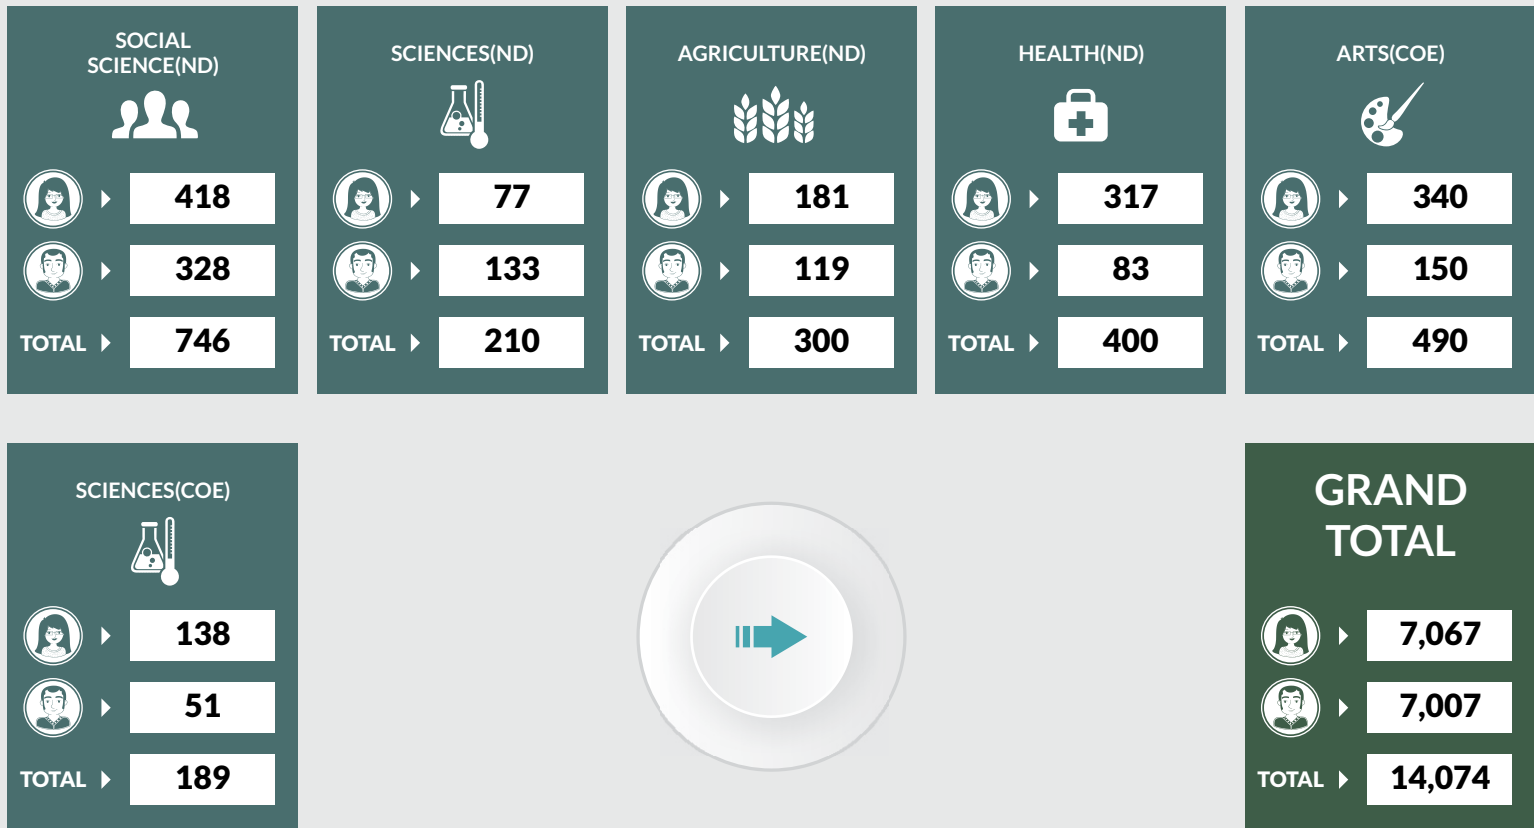 SOCIAL
SCIENCE(ND)
418
328
TOTAL 746
SCIENCES(ND)
77
133
TOTAL 210
AGRICULTURE(ND)
181
119
TOTAL 300
HEALTH(ND)
317
83
TOTAL 400
ARTS(COE)
340
150
TOTAL 490
SCIENCES(COE)
138
51
TOTAL 189
GRAND
TOTAL
7,067
7,007
TOTAL 14,074